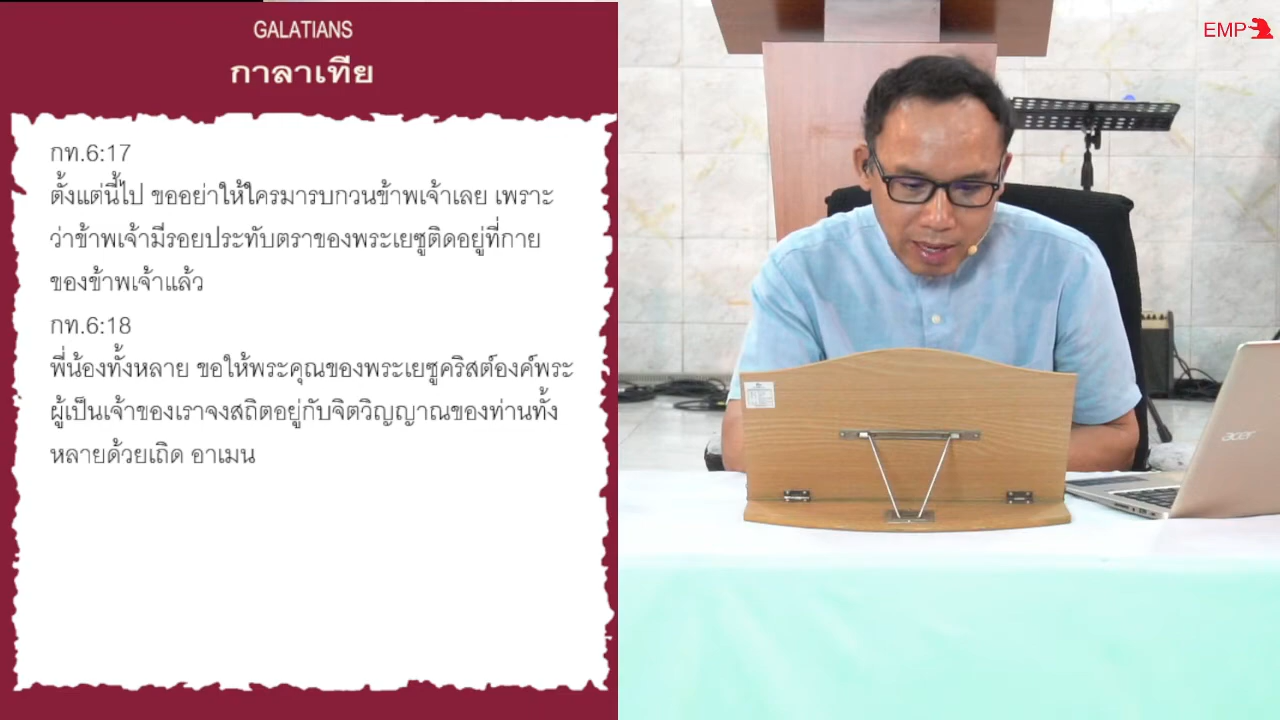 GALATIANS
กาลาเทีย
กท.6:17
ตั้งแต่นี้ไป ขออย่าให้ใครมารบกวนข้าพเจ้าเลย เพราะ
ว่าข้าพเจ้ามีรอยประทับตราของพระเยซูติดอยู่ที่กาย
ของข้าพเจ้าแล้ว
กท.6:18
พี่น้องทั้งหลาย ขอให้พระคุณของพระเยซูคริสต์องค์พระ
ผู้เป็นเจ้าของเราจงสถิตอยู่กับจิตวิญญาณของท่านทั้ง
หลายด้วยเถิด อาเมน
EMP
acer